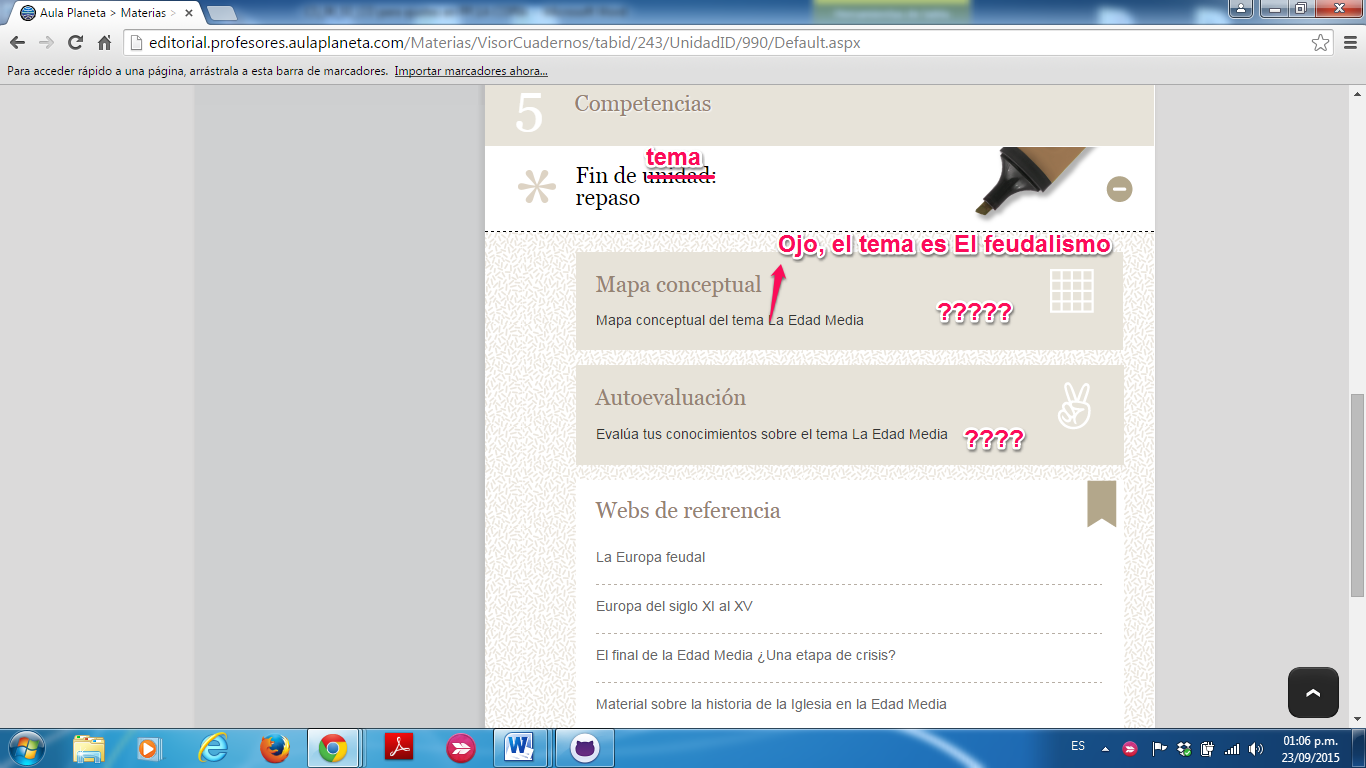 Aula Planeta > Materias >
editorial.profesores.aulaplaneta.com/Materias/VisorCuadernos/tabid/243/UnidadID/990/Default.aspx
Para acceder rápido a una página, arrástrala a esta barra de marcadores. Importar marcadores ahora...
5 Competencias
tema
* Fin de unidad:
repaso
Ojo, el tema es El feudalismo
Mapa conceptual
Mapa conceptual del tema La Edad Media ?????
Autoevaluación
Evalúa tus conocimientos sobre el tema La Edad Media ????
Webs de referencia
La Europa feudal
Europa del siglo XI al XV
El final de la Edad Media ¿Una etapa de crisis?
Material sobre la historia de la Iglesia en la Edad Media
ES
01:06 p.m.
23/09/2015